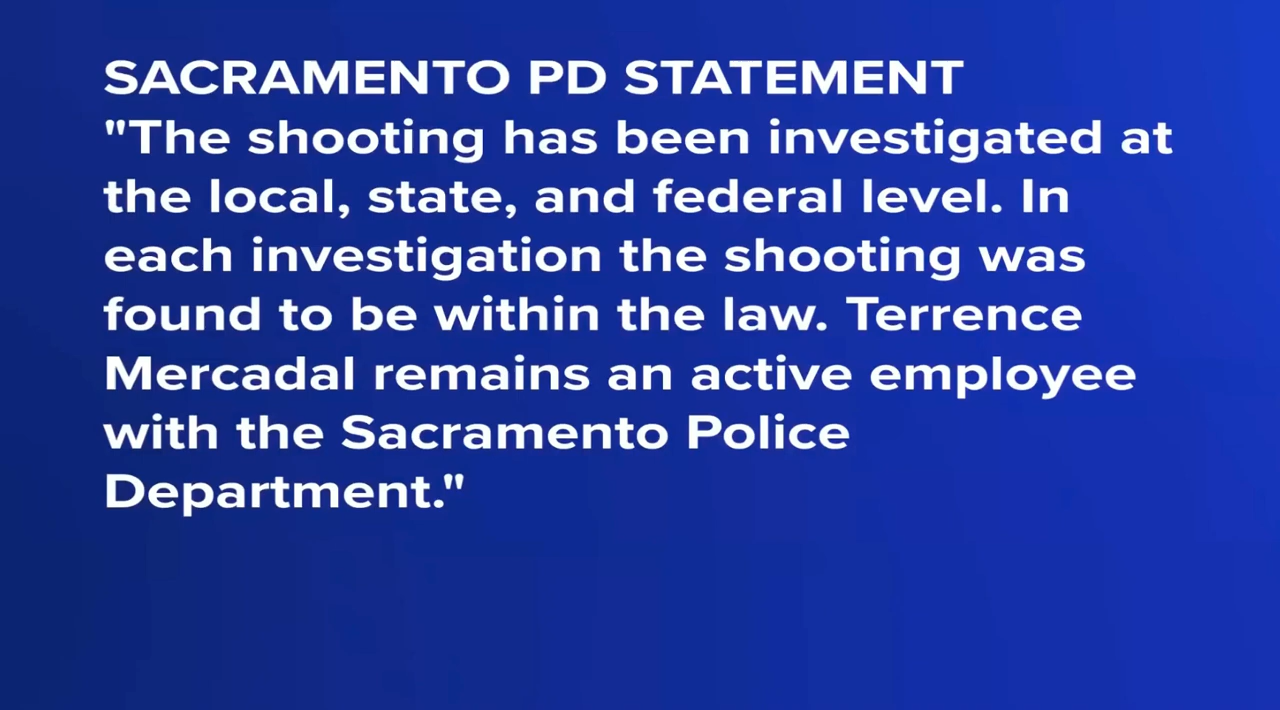 SACRAMENTO PD STATEMENT
"The shooting has been investigated at
the local, state, and federal level. In
each investigation the shooting was
found to be within the law. Terrence
Mercadal remains an active employee
with the Sacramento Police
Department."